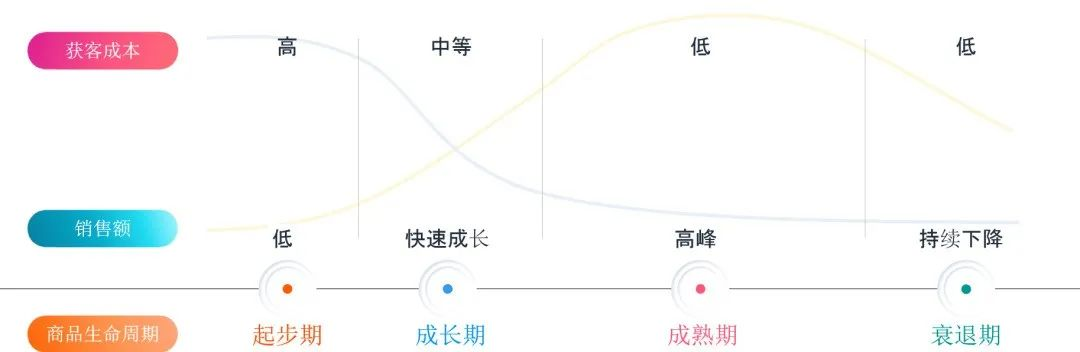 获客成本 高 中等 低 低
销售额 低 快速成长 高峰 持续下降
商品生命周期 起步期 成长期 成熟期 衰退期